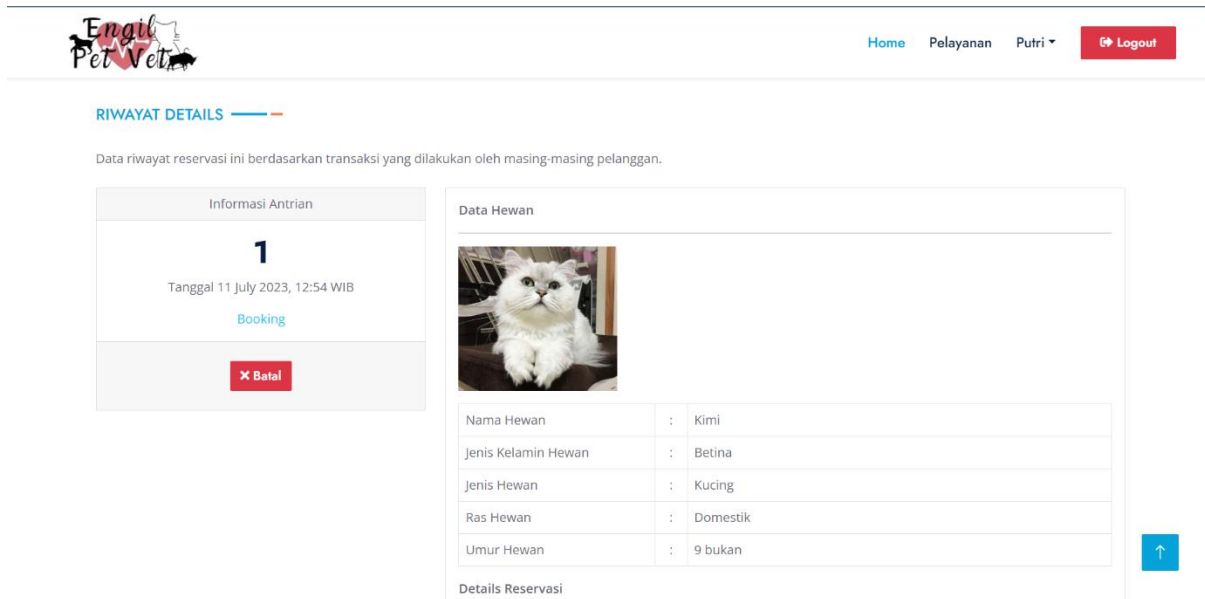 Engil
Pet Vet
Home Pelayanan Putri Logout
RIWAYAT DETAILS
Data riwayat reservasi ini berdasarkan transaksi yang dilakukan oleh masing-masing pelanggan.
Informasi Antrian
1
Tanggal 11 July 2023, 12:54 WIB
Booking
× Batal
Data Hewan
Nama Hewan : Kimi
Jenis Kelamin Hewan : Betina
Jenis Hewan : Kucing
Ras Hewan : Domestik
Umur Hewan : 9 bukan
Details Reservasi